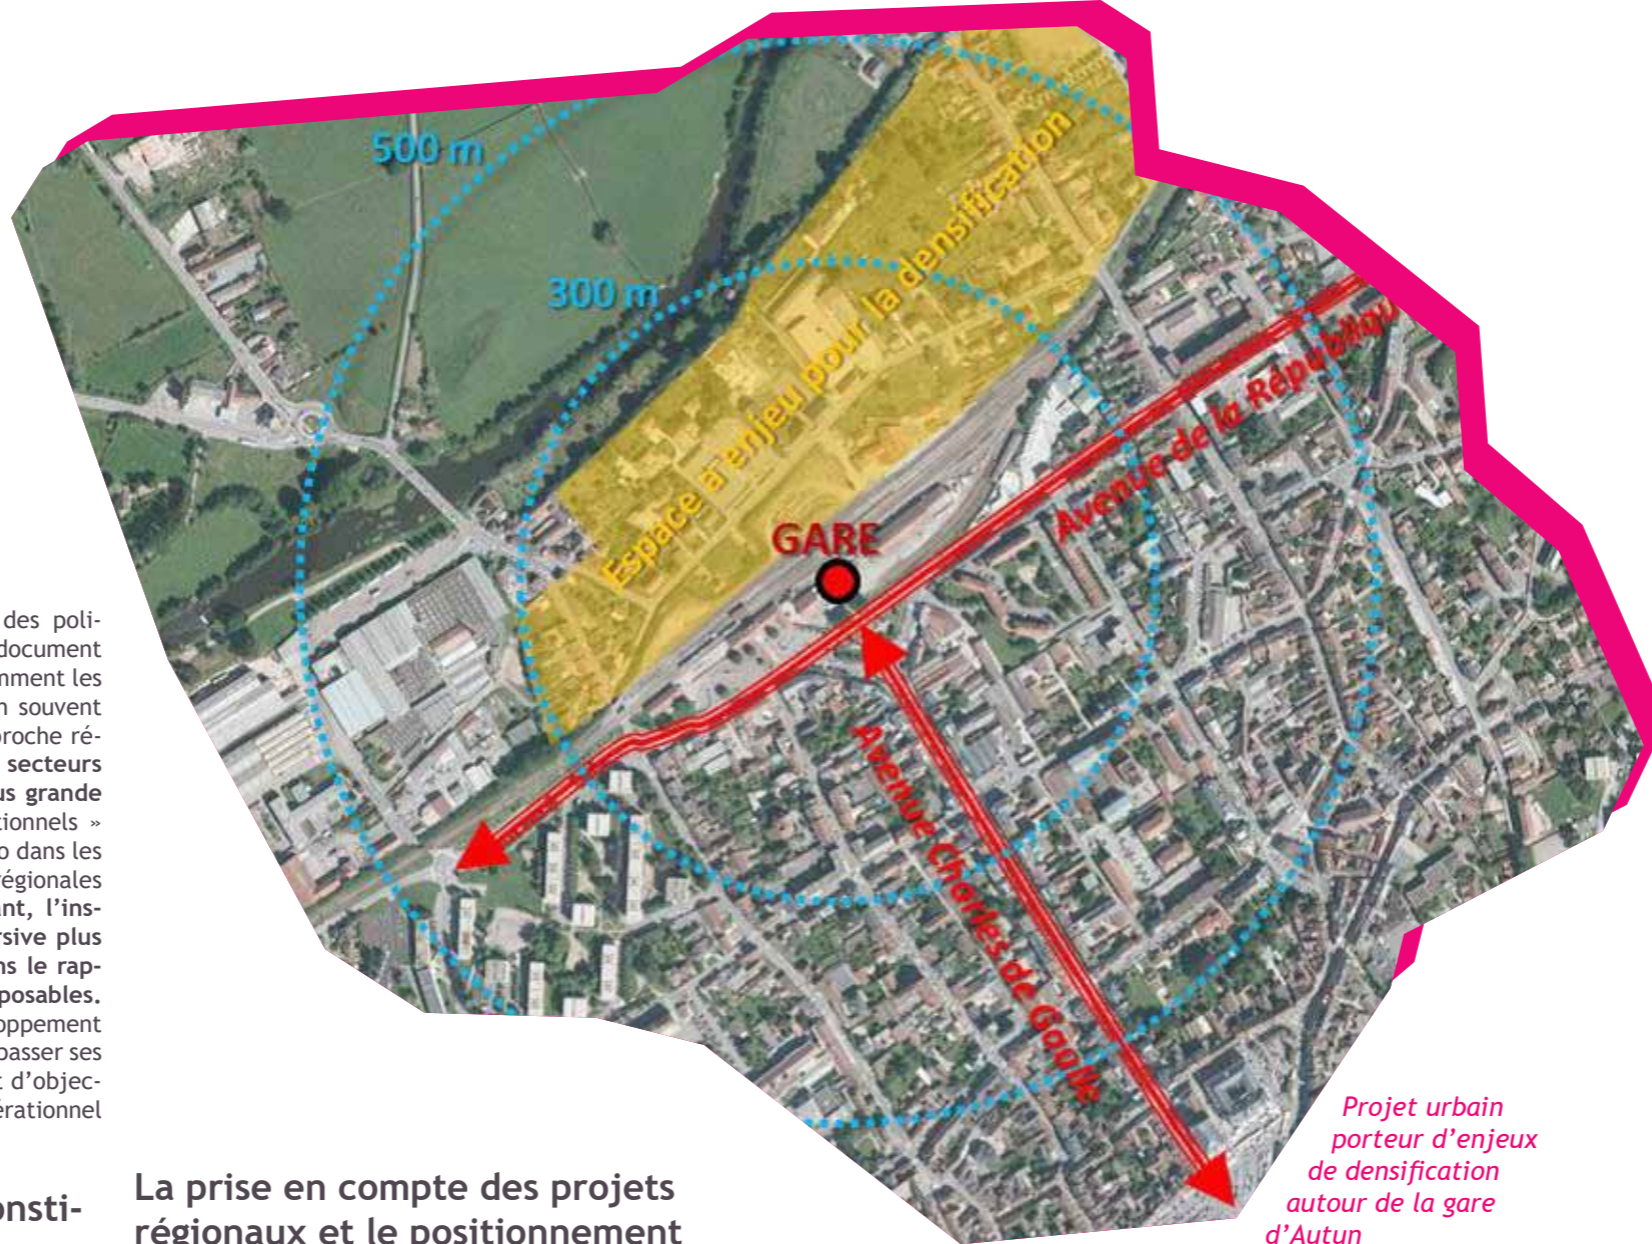 500 m
300 m
Espace à enjeu pour la densification
GARE
Avenue de la Républiqu
Avenue Charles de Gaulle
des poli-
document
mment les
n souvent
proche ré-
secteurs
us grande
tionnels »
o dans les
régionales
ant, l’ins-
rsive plus
ns le rap-
posables.
oppement
passer ses
t d’objec-
érationnel
onsti-
La prise en compte des projets
régionaux et le positionnement
Projet urbain
porteur d’enjeux
de densification
autour de la gare
d’Autun